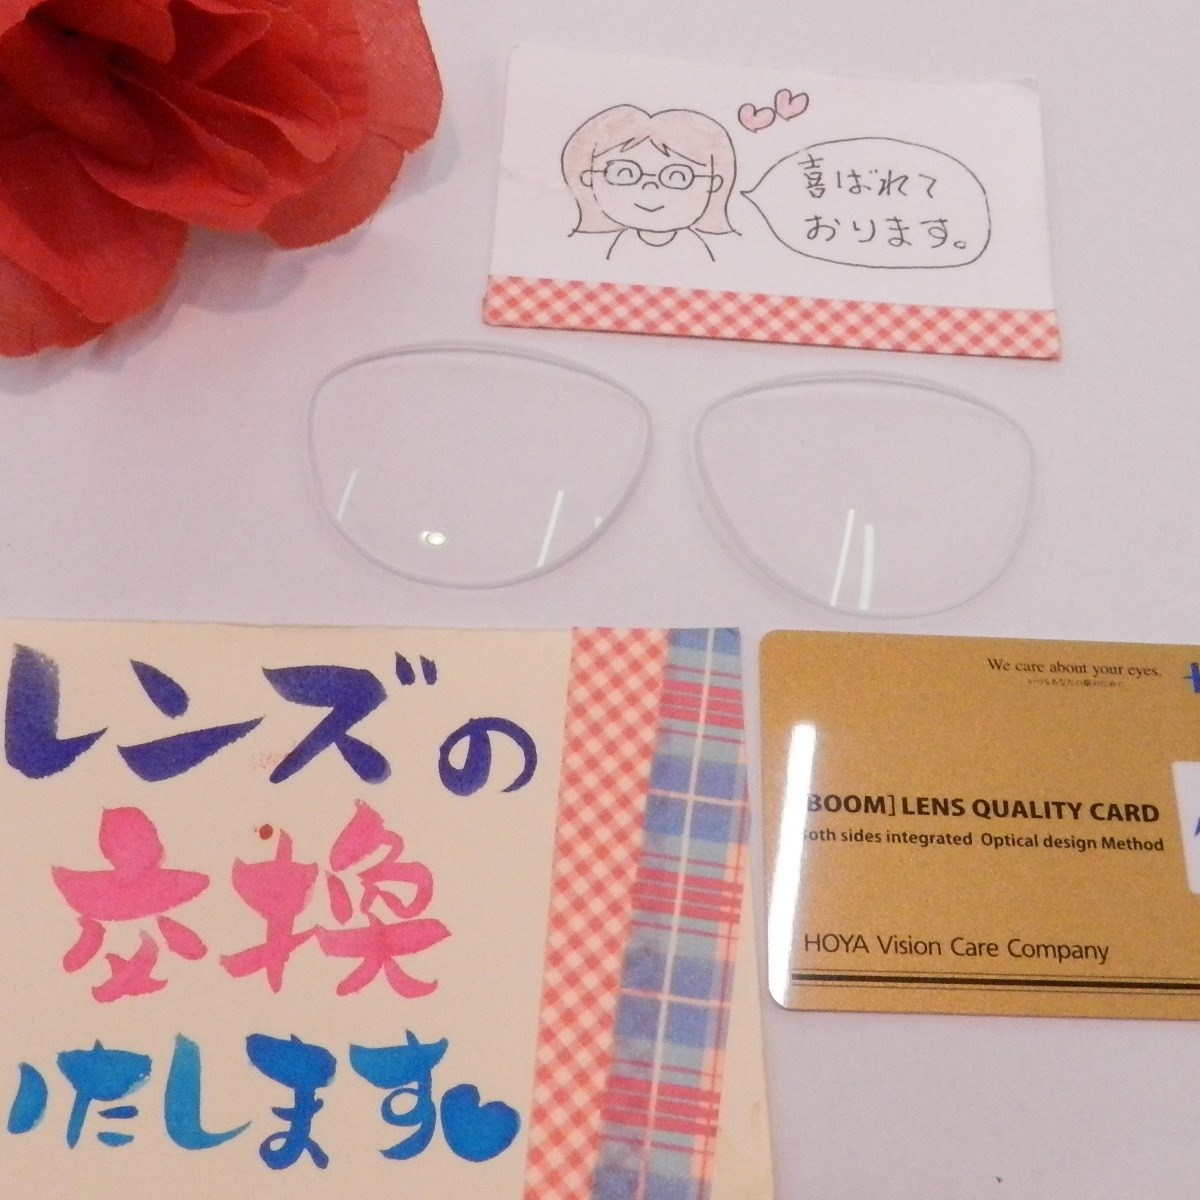 喜ばれて
おります。
レンズの
交換
いたします
We care about your eyes.
[BOOM] LENS QUALITY CARD
Both sides integrated Optical design Method
HOYA Vision Care Company